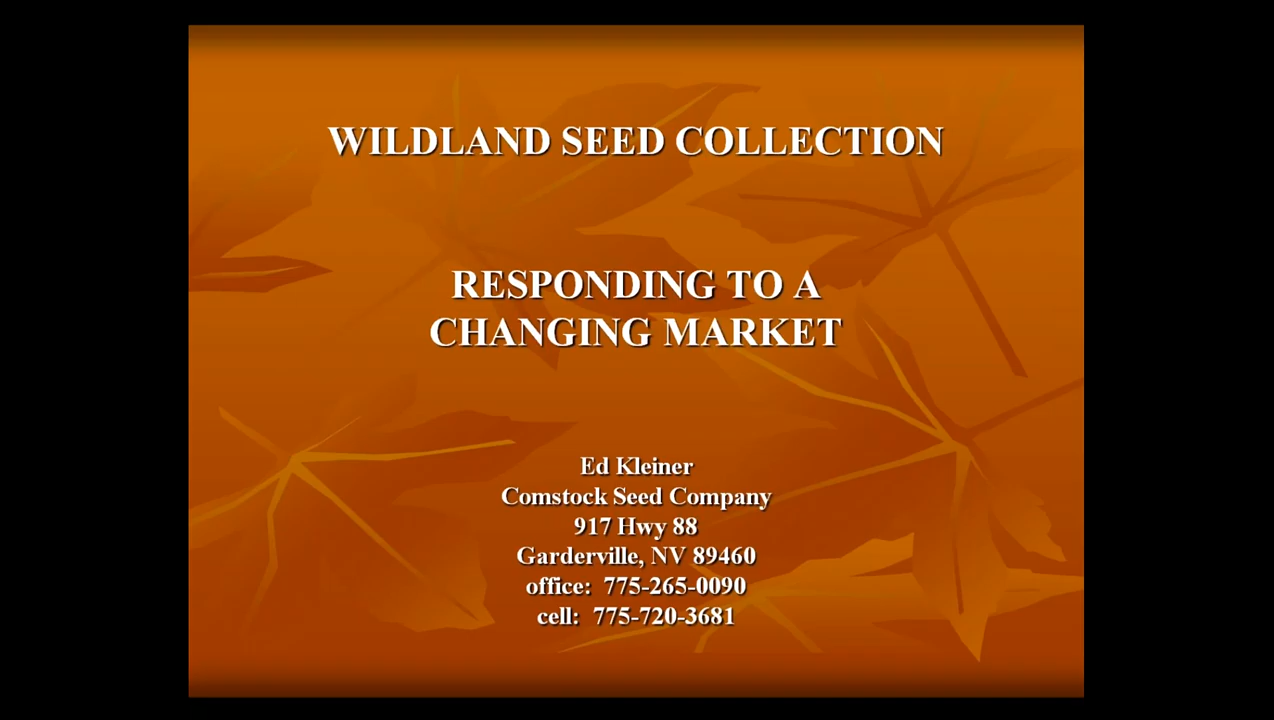 WILDLAND SEED COLLECTION
RESPONDING TO A
CHANGING MARKET
Ed Kleiner
Comstock Seed Company
917 Hwy 88
Garderville, NV 89460
office:  775-265-0090
cell:  775-720-3681